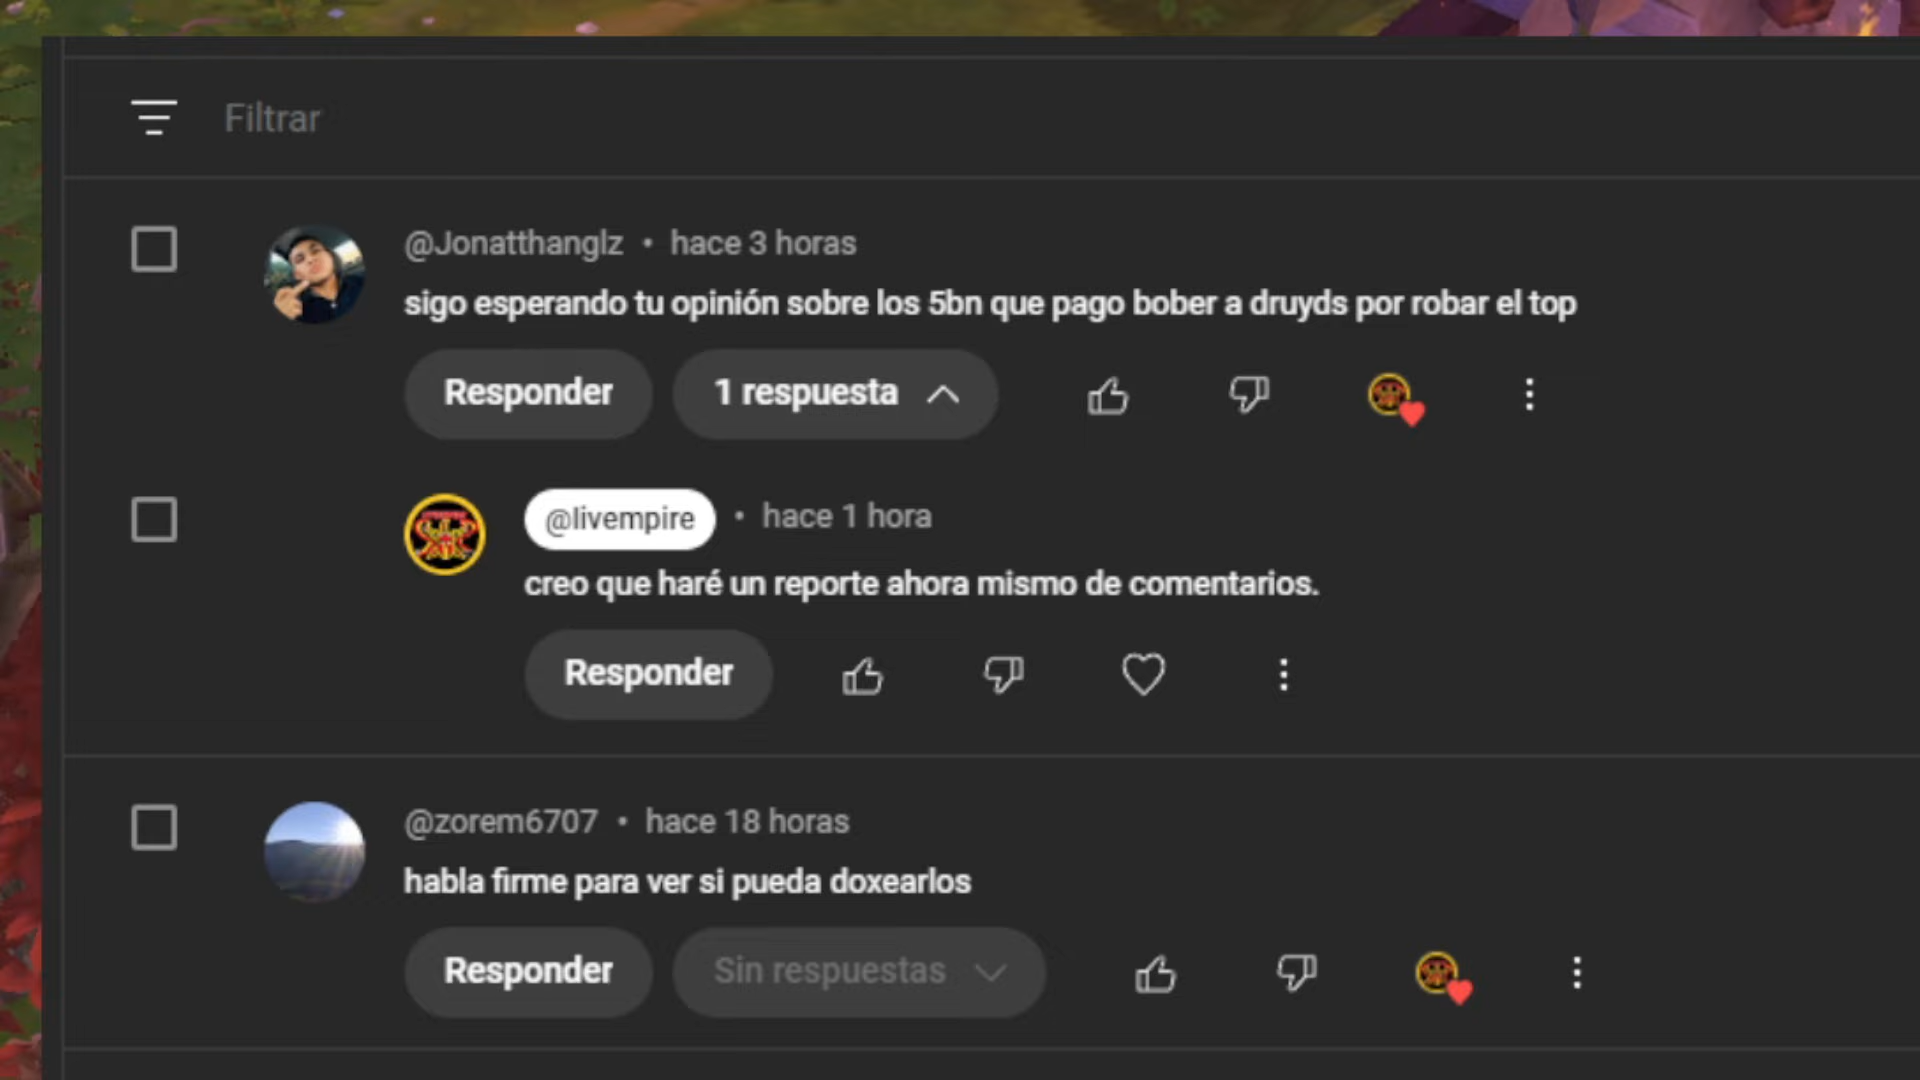 Filtrar
@Jonatthanglz • hace 3 horas
sigo esperando tu opinión sobre los 5bn que pago bober a druyds por robar el top
Responder 1 respuesta
@livempire • hace 1 hora
creo que haré un reporte ahora mismo de comentarios.
Responder
@zorem6707 • hace 18 horas
habla firme para ver si pueda doxearlos
Responder Sin respuestas